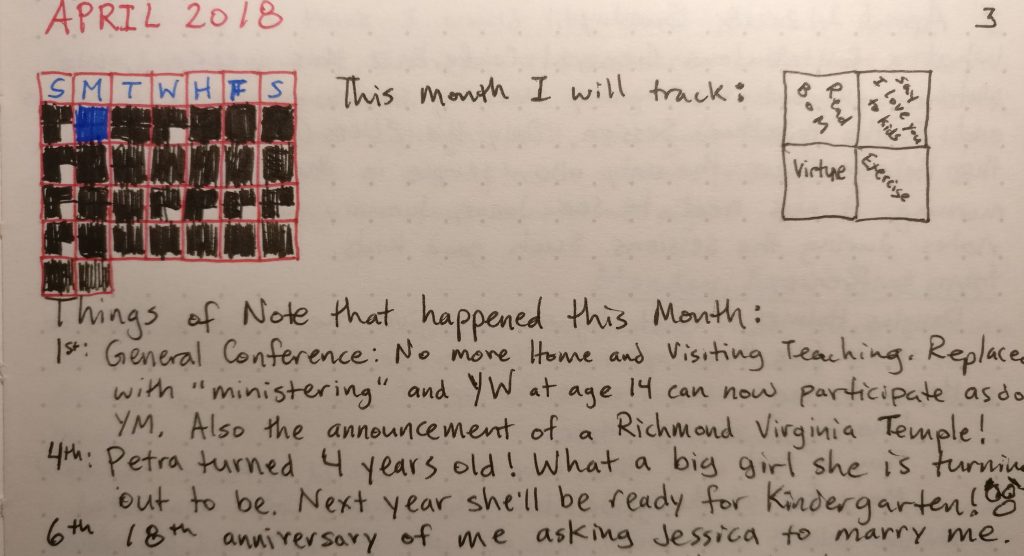 APRIL 2018
3
S M T W H F S
This month I will track:
Read BoM
Say I love you to kids
Virtue
Exercise
Things of Note that happened this Month:
1st: General Conference: No more Home and Visiting Teaching. Replace
with "ministering" and YW at age 14 can now participate as do
YM. Also the announcement of a Richmond Virginia Temple!
4th: Petra turned 4 years old! What a big girl she is turning
out to be. Next year she'll be ready for Kindergarten!
6th 18th anniversary of me asking Jessica to marry me.